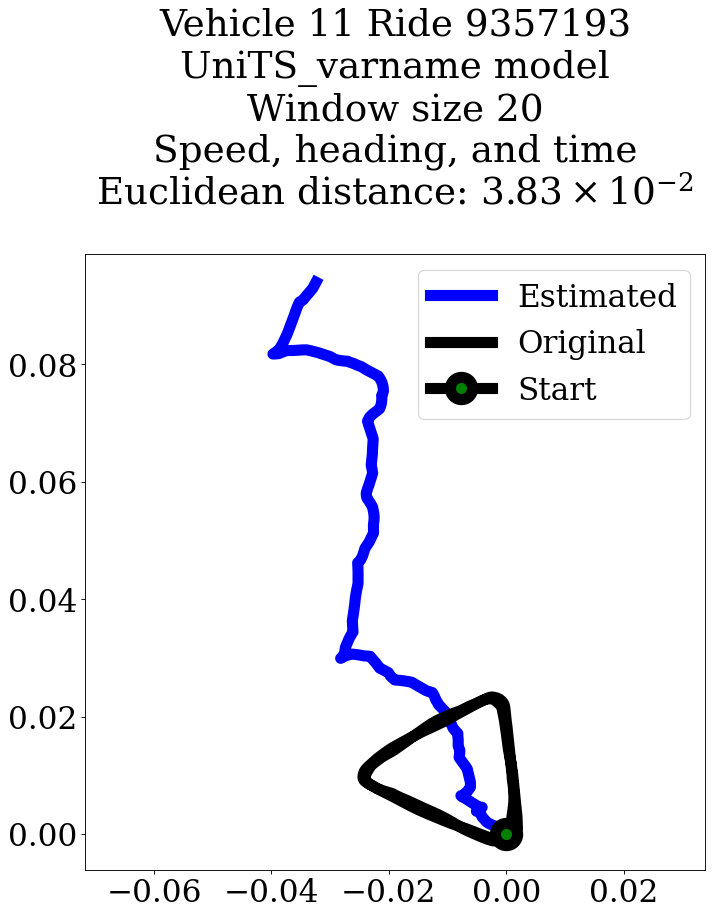 Vehicle 11 Ride 9357193
UniTS_varname model
Window size 20
Speed, heading, and time
Euclidean distance: 3.83 × 10⁻²
Estimated
Original
Start
0.08
0.06
0.04
0.02
0.00
−0.06 −0.04 −0.02 0.00 0.02